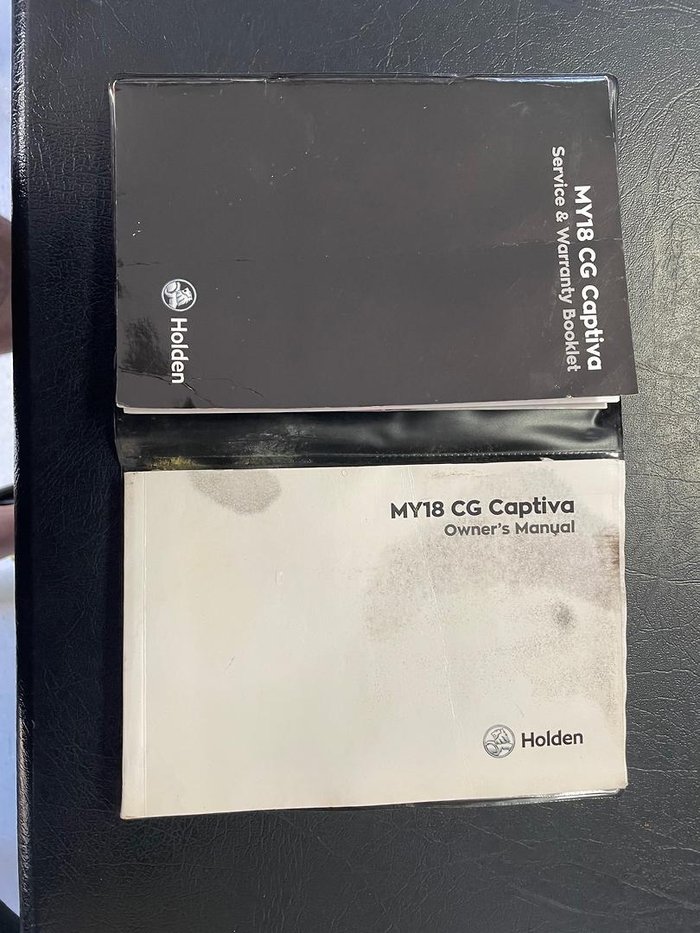 MY18 CG Captiva
Service & Warranty Booklet
Holden
MY18 CG Captiva
Owner's Manual
Holden